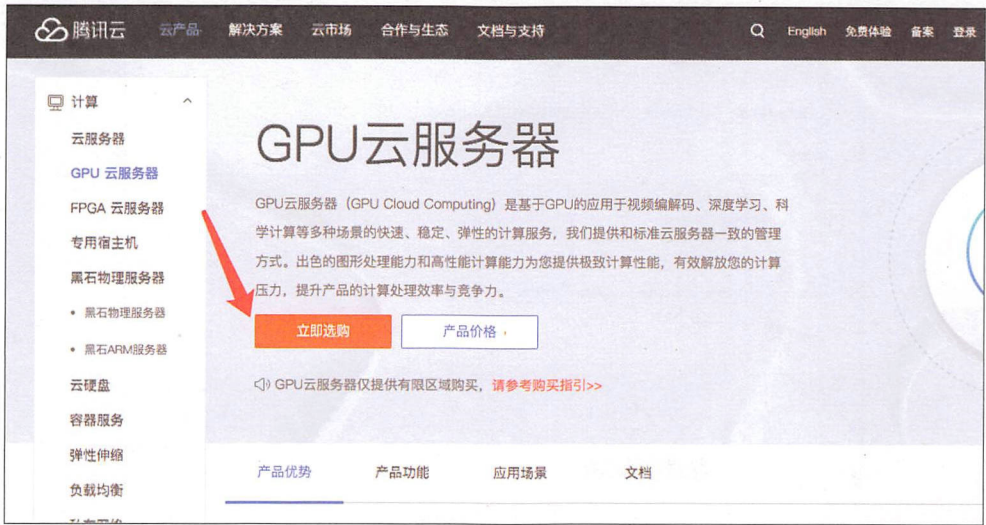 腾讯云 云产品 解决方案 云市场 合作与生态 文档与支持 English 免费体验 备案 登录
计算
云服务器
GPU 云服务器
FPGA 云服务器
专用宿主机
黑石物理服务器
• 黑石物理服务器
• 黑石ARM服务器
云硬盘
容器服务
弹性伸缩
负载均衡
GPU云服务器
GPU云服务器（GPU Cloud Computing）是基于GPU的应用于视频编解码、深度学习、科
学计算等多种场景的快速、稳定、弹性的计算服务，我们提供和标准云服务器一致的管理
方式。出色的图形处理能力和高性能计算能力为您提供极致计算性能，有效解放您的计算
压力，提升产品的计算处理效率与竞争力。
立即选购 产品价格
GPU云服务器仅提供有限区域购买，请参考购买指引>>
产品优势 产品功能 应用场景 文档